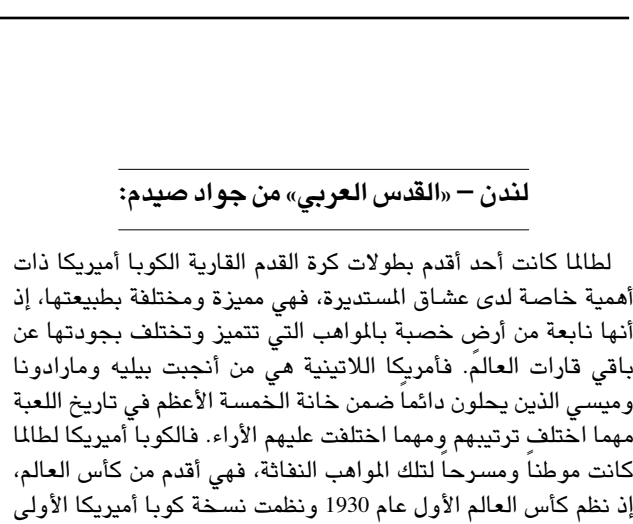 لندن – «القدس العربي» من جواد صيدم:
لطالما كانت أحد أقدم بطولات كرة القدم القارية الكوبا أميريكا ذات
أهمية خاصة لدى عشاق المستديرة، فهي مميزة ومختلفة بطبيعتها، إذ
أنها نابعة من أرض خصبة بالمواهب التي تتميز وتختلف بجودتها عن
باقي قارات العالم. فأمريكا اللاتينية هي من أنجبت بيليه ومارادونا
وميسي الذين يحلون دائماً ضمن خانة الخمسة الأعظم في تاريخ اللعبة
مهما اختلف ترتيبهم ومهما اختلفت عليهم الأراء. فالكوبا أميريكا لطالما
كانت موطناً ومسرحاً لتلك المواهب النفاثة، فهي أقدم من كأس العالم،
إذ نظم كأس العالم الأول عام 1930 ونظمت نسخة كوبا أميريكا الأولى